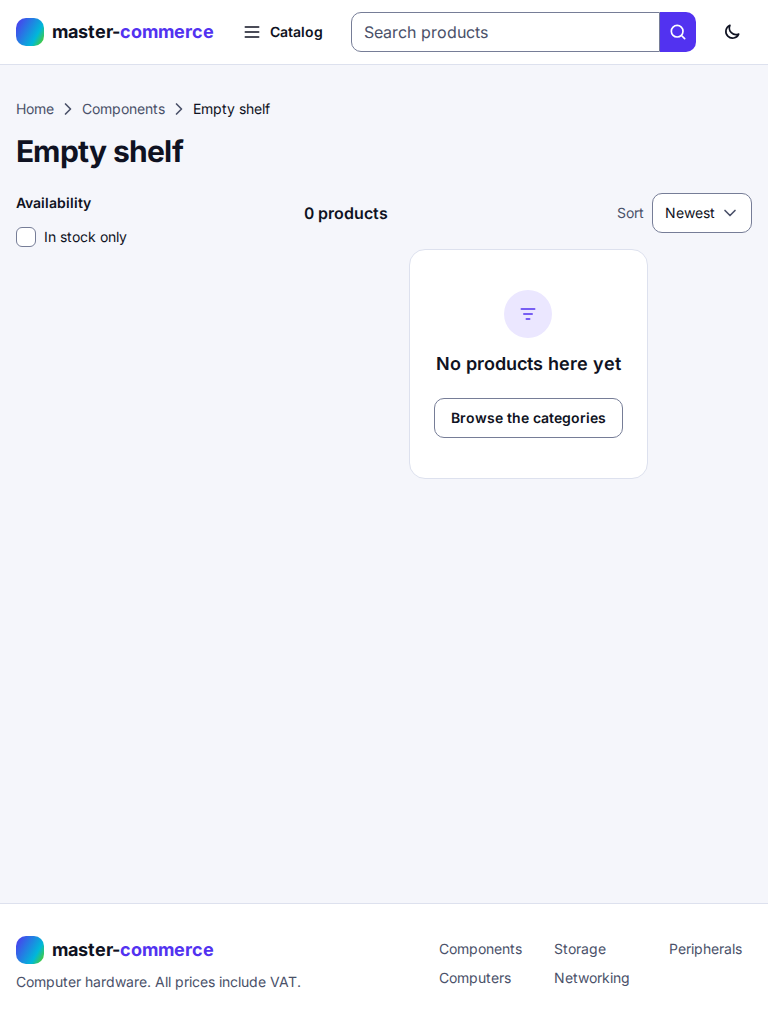 master-commerce
Catalog
Search products
Home Components Empty shelf
Empty shelf
Availability
In stock only
0 products
Sort
Newest
No products here yet
Browse the categories
master-commerce
Computer hardware. All prices include VAT.
Components Storage Peripherals
Computers Networking